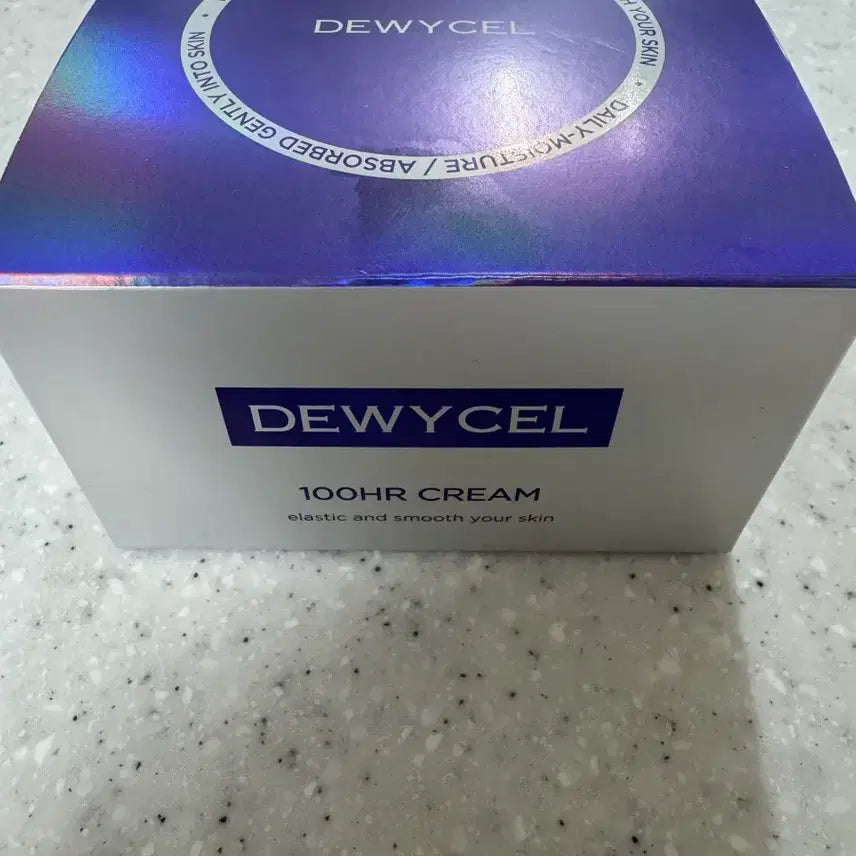 DEWYCEL
YOUR SKIN • DAILY-MOISTURE / ABSORBED GENTLY INTO SKIN •
DEWYCEL
100HR CREAM
elastic and smooth your skin